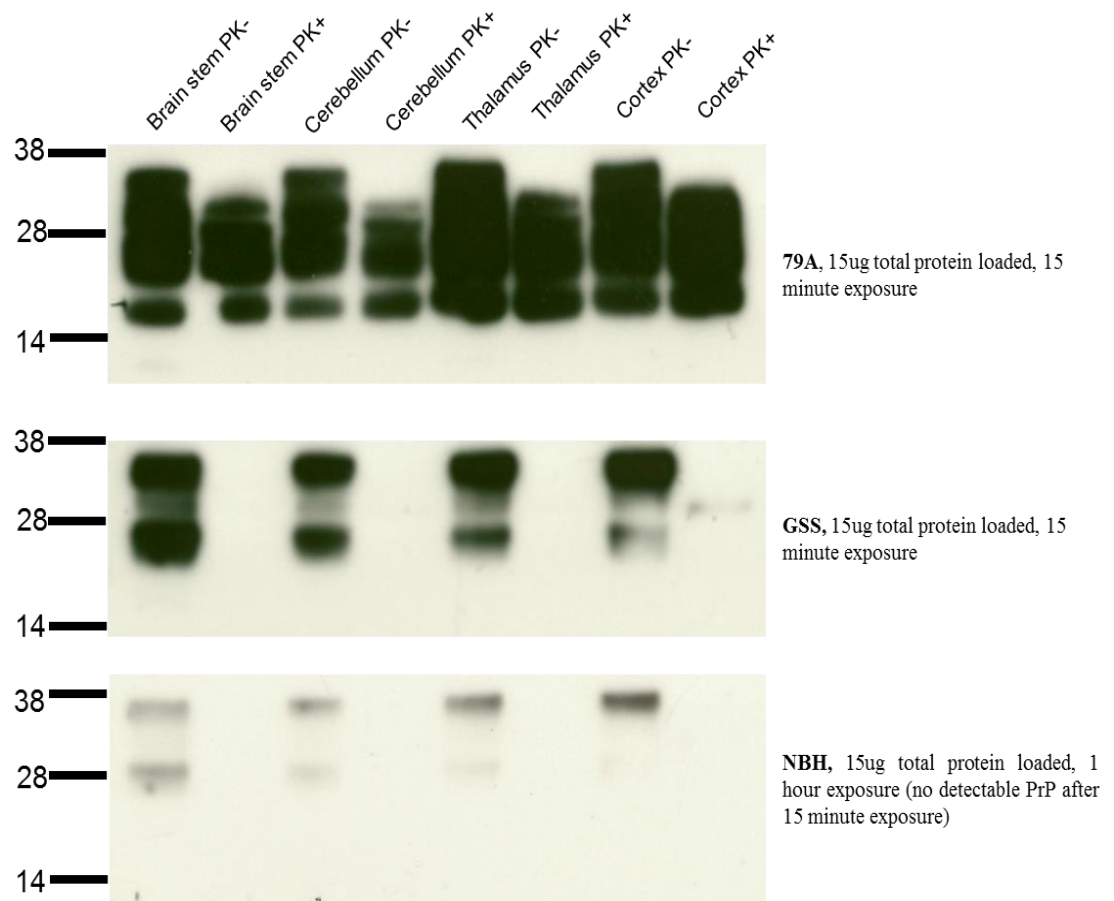 Brain stem PK-
Brain stem PK+
Cerebellum PK-
Cerebellum PK+
Thalamus PK-
Thalamus PK+
Cortex PK-
Cortex PK+
38
28
14
79A, 15ug total protein loaded, 15
minute exposure
38
28
14
GSS, 15ug total protein loaded, 15
minute exposure
38
28
14
NBH, 15ug total protein loaded, 1
hour exposure (no detectable PrP after
15 minute exposure)